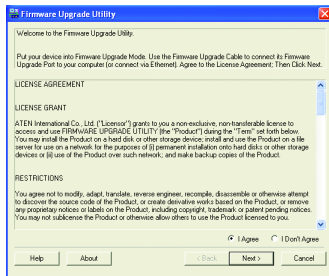 Firmware Upgrade Utility
Welcome to the Firmware Upgrade Utility.
Put your device into Firmware Upgrade Mode. Use the Firmware Upgrade Cable to connect its Firmware
Upgrade Port to your computer (or connect via Ethernet). Agree to the License Agreement; Then Click Next.
LICENSE AGREEMENT
LICENSE GRANT
ATEN International Co., Ltd. ("Licensor") grants to you a non-exclusive, non-transferable license to
access and use FIRMWARE UPGRADE UTILITY (the "Product") during the "Term" set forth below.
You may install the Product on a hard disk or other storage device; install and use the Product on a file
server for use on a network for the purposes of (i) permanent installation onto hard disks or other storage
devices or (ii) use of the Product over such network; and make backup copies of the Product.
RESTRICTIONS
You agree not to modify, adapt, translate, reverse engineer, recompile, disassemble or otherwise attempt
to discover the source code of the Product, or create derivative works based on the Product, or remove
any proprietary notices or labels on the Product, including copyright, trademark or patent pending notices.
You may not sublicense the Product or otherwise allow others to use the Product licensed to you.
I Agree I Don't Agree
Help About < Back Next > Cancel